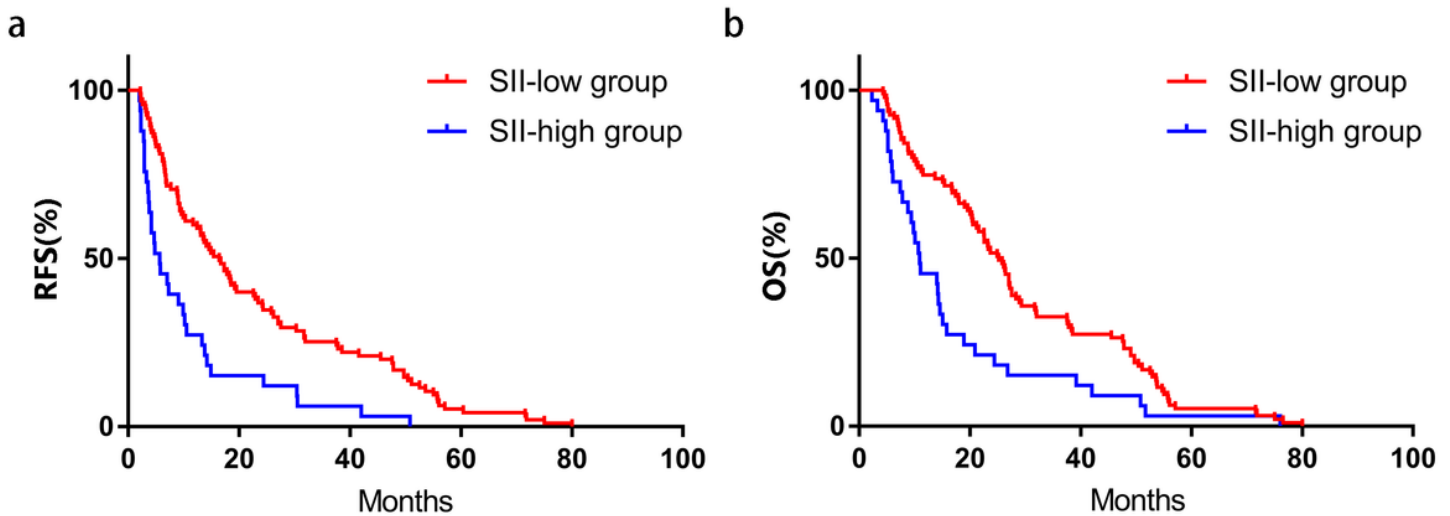 a
SII-low group
SII-high group
RFS(%)
100
50
0
0 20 40 60 80 100
Months
b
SII-low group
SII-high group
OS(%)
100
50
0
0 20 40 60 80 100
Months